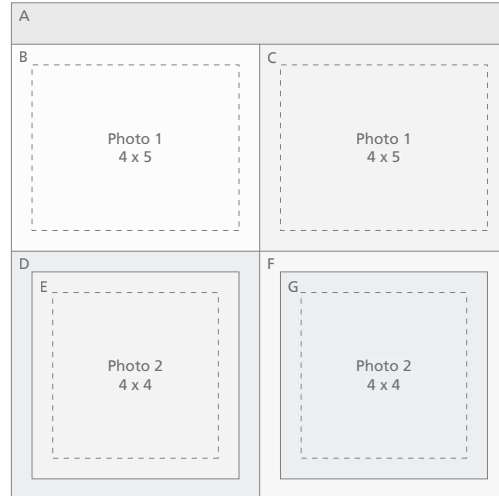 A
B
C
Photo 1
4 x 5
Photo 1
4 x 5
D
F
E
G
Photo 2
4 x 4
Photo 2
4 x 4